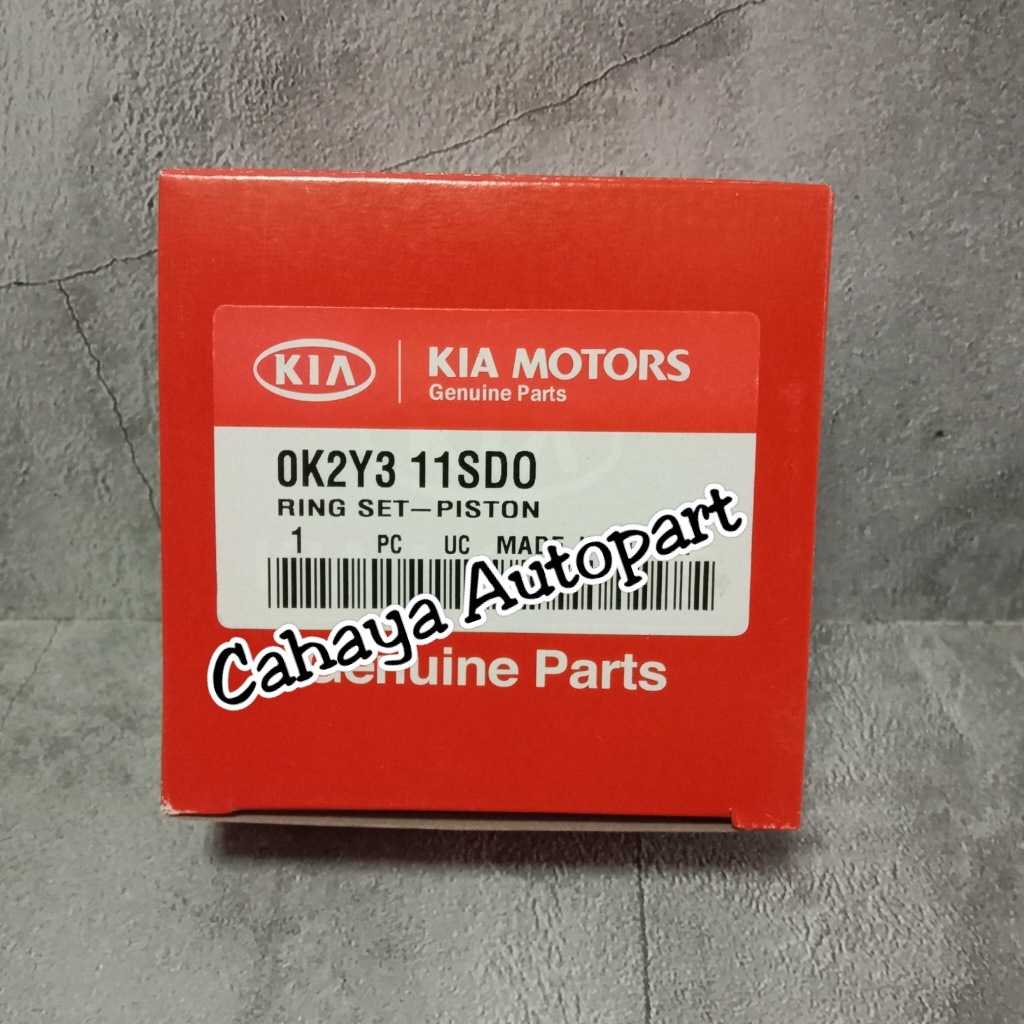 KIA
KIA MOTORS
Genuine Parts
0K2Y3 11SD0
RING SET-PISTON
1 PC UC MADE
Cahaya Autopart
Genuine Parts